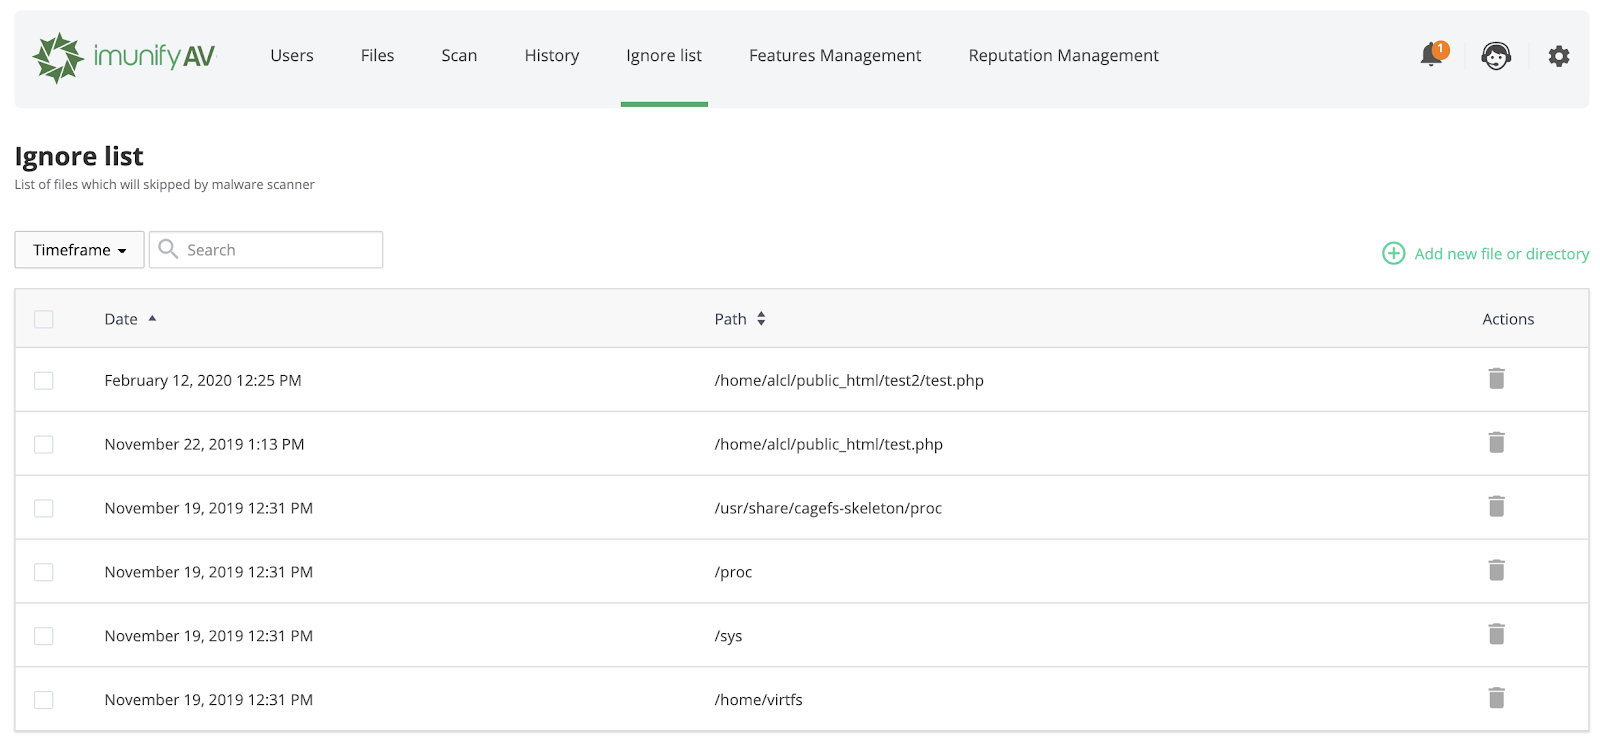 imunifyAV Users Files Scan History Ignore list Features Management Reputation Management 1
Ignore list
List of files which will skipped by malware scanner
Timeframe Search Add new file or directory
Date Path Actions
February 12, 2020 12:25 PM /home/alcl/public_html/test2/test.php
November 22, 2019 1:13 PM /home/alcl/public_html/test.php
November 19, 2019 12:31 PM /usr/share/cagefs-skeleton/proc
November 19, 2019 12:31 PM /proc
November 19, 2019 12:31 PM /sys
November 19, 2019 12:31 PM /home/virtfs